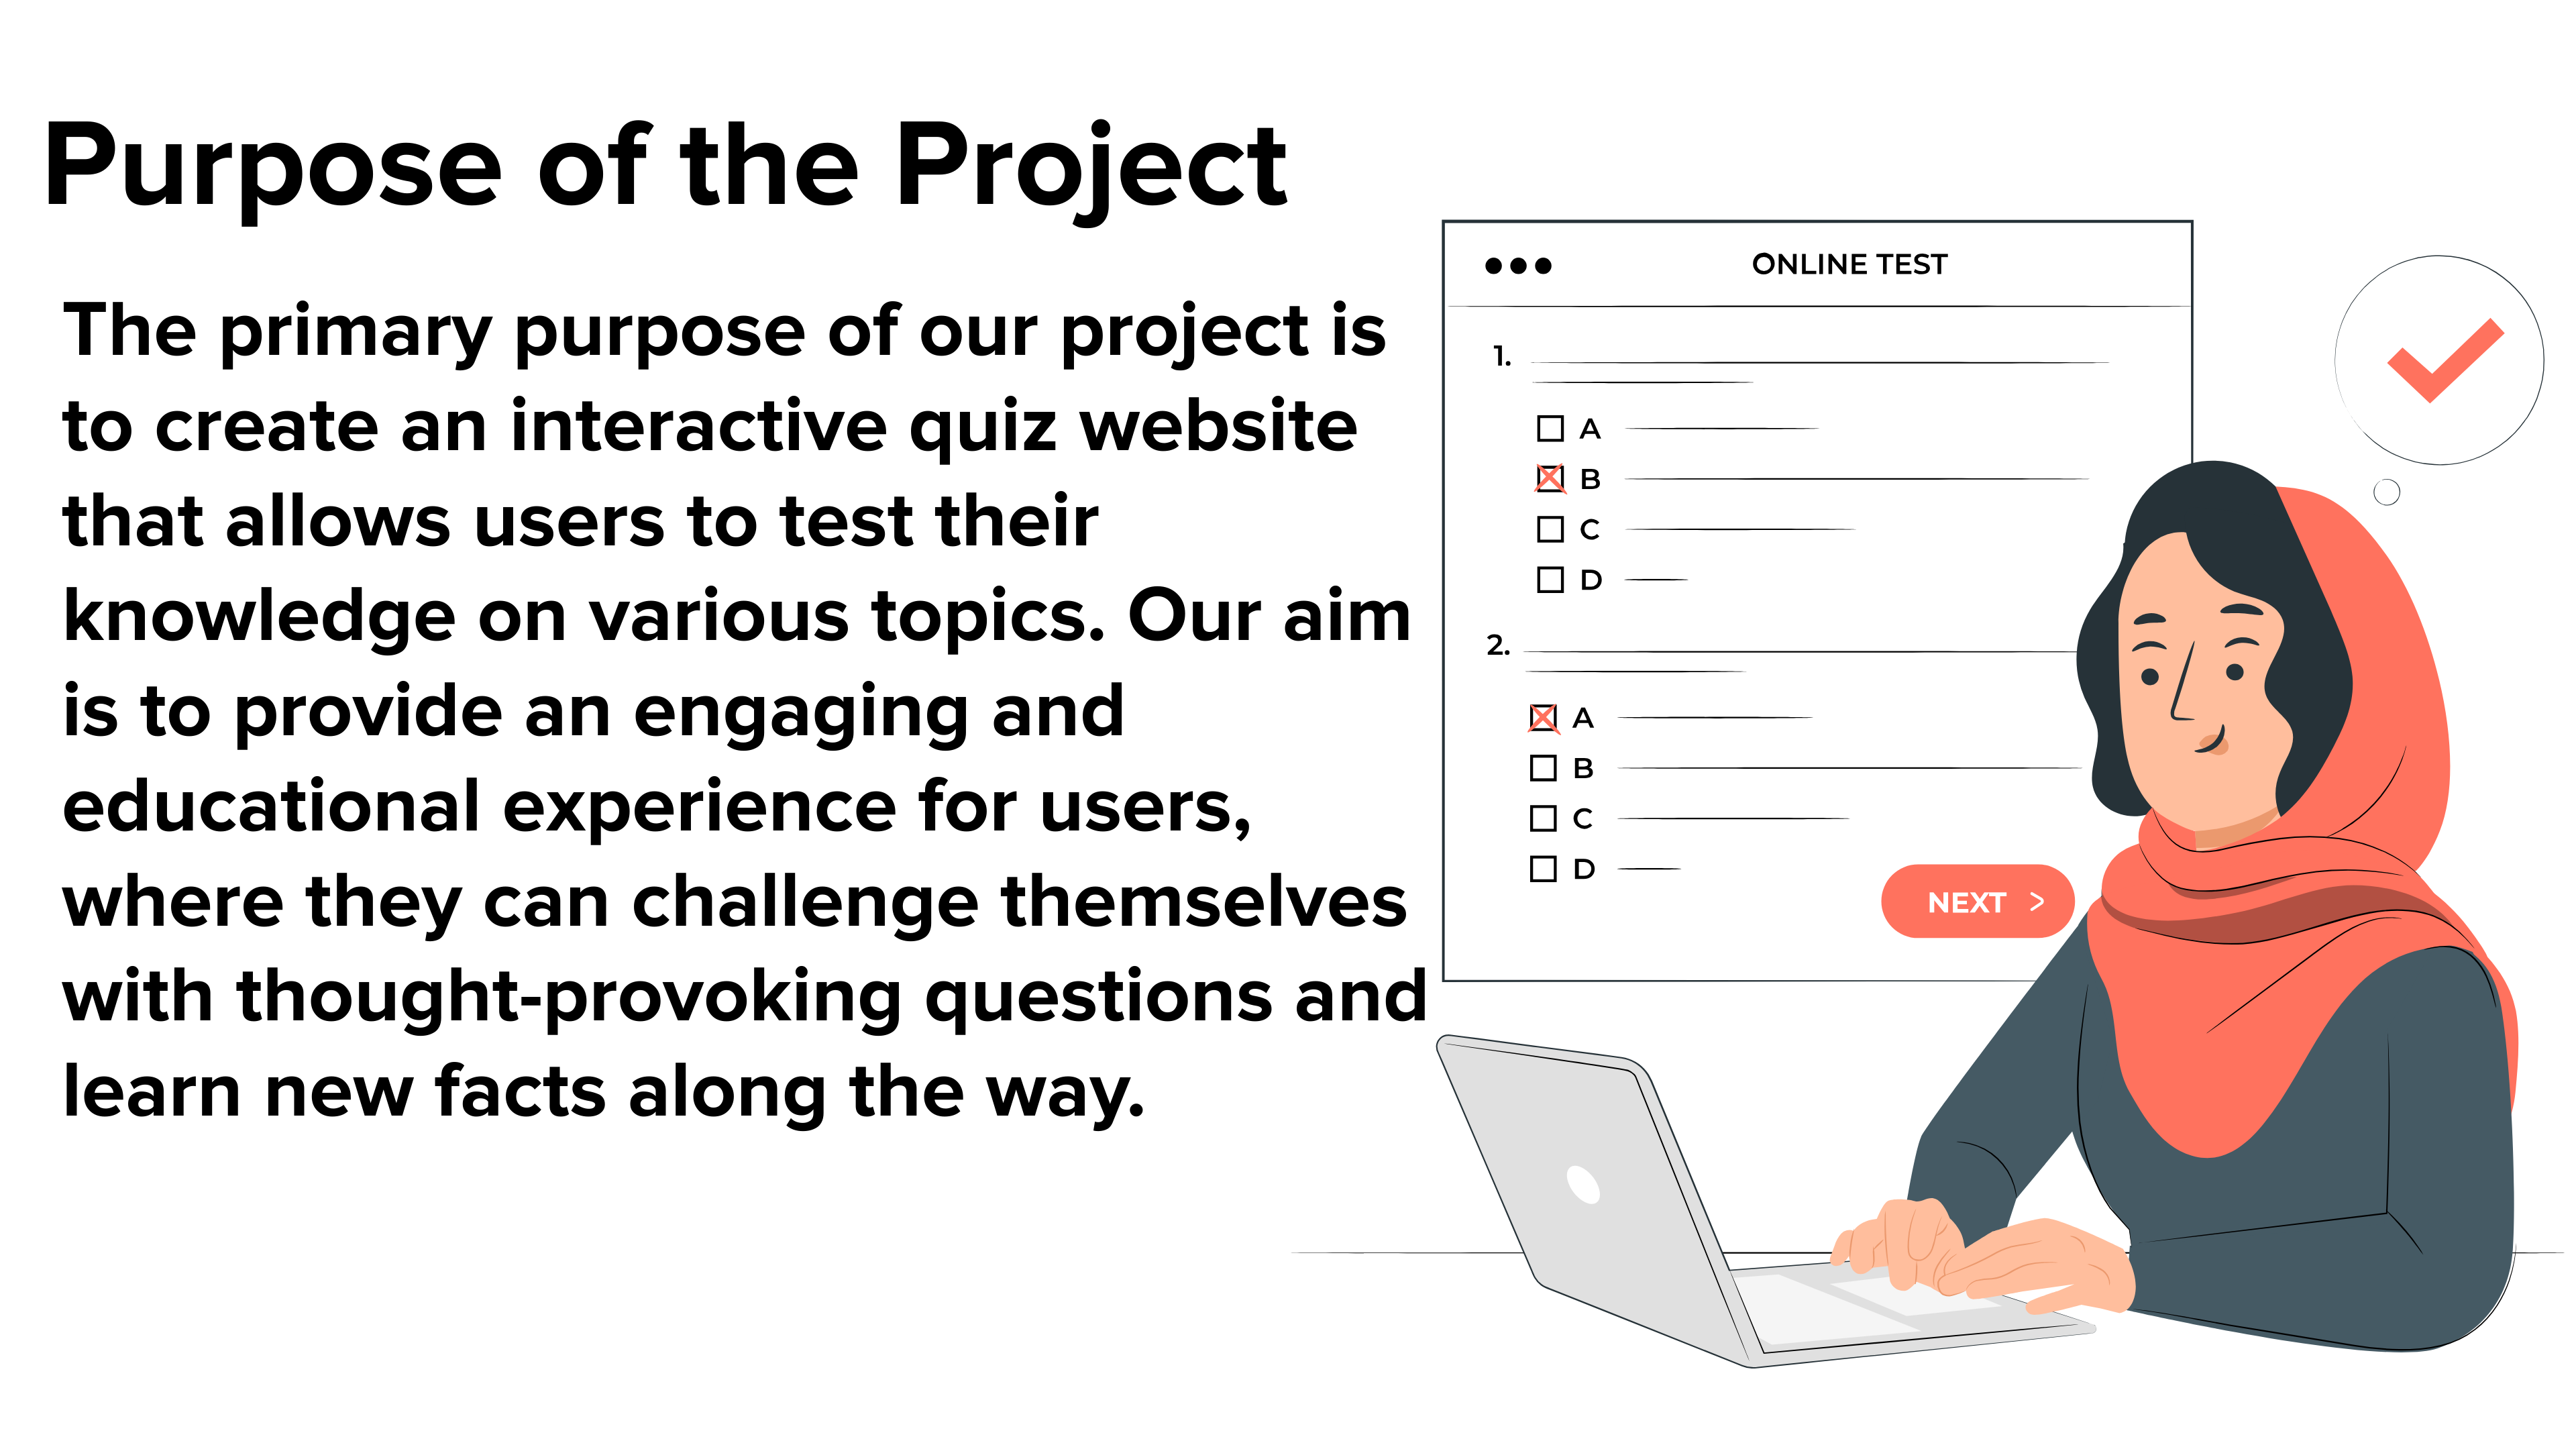 Purpose of the Project
The primary purpose of our project is
to create an interactive quiz website
that allows users to test their
knowledge on various topics. Our aim
is to provide an engaging and
educational experience for users,
where they can challenge themselves
with thought-provoking questions and
learn new facts along the way.
ONLINE TEST
1.
A
B
C
D
2.
A
B
C
D
NEXT >